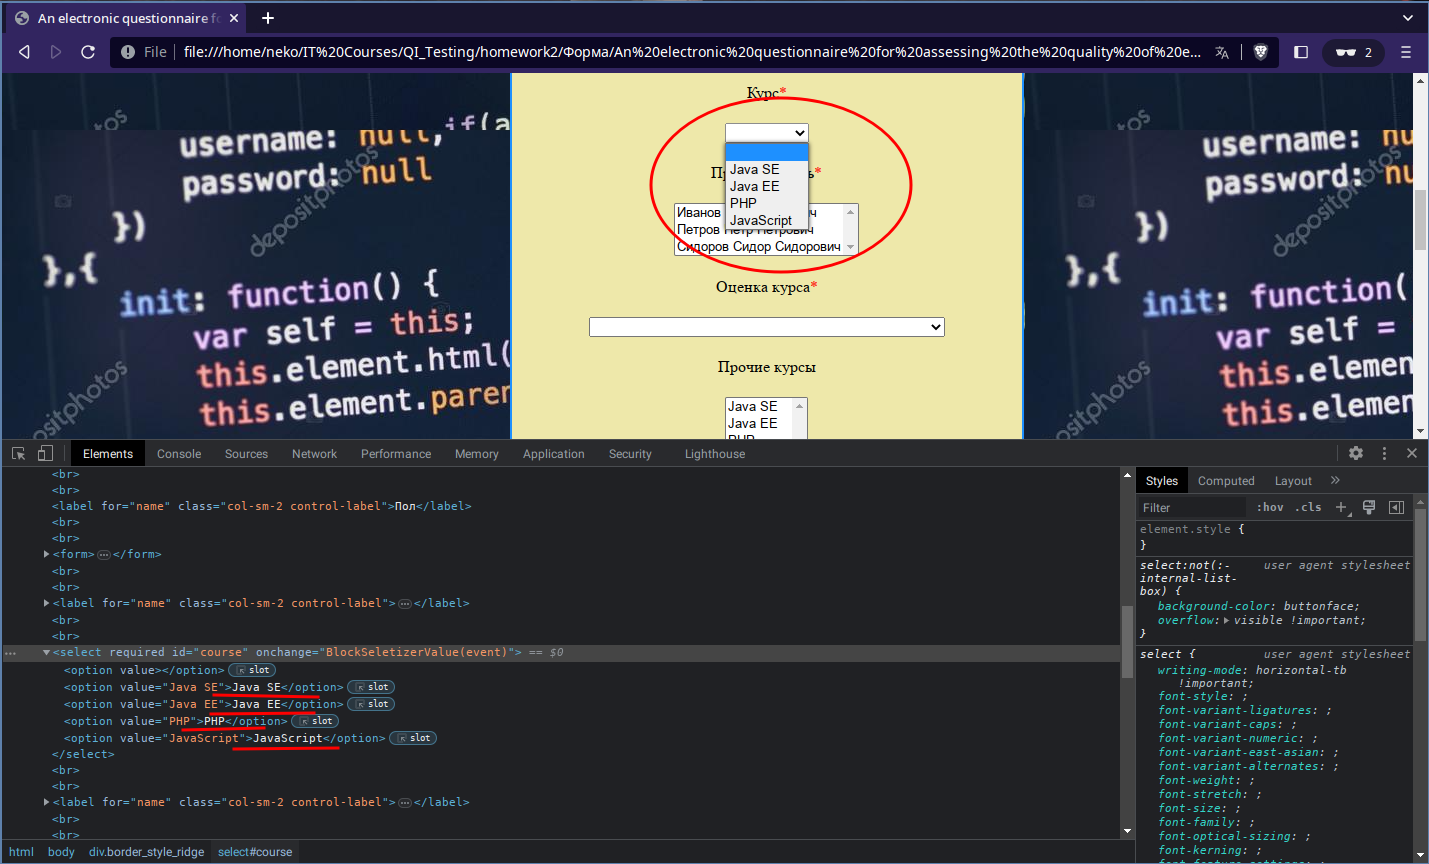 An electronic questionnaire fo
File
file:///home/neko/IT%20Courses/QI_Testing/homework2/Форма/An%20electronic%20questionnaire%20for%20assessing%20the%20quality%20of%20e...
2
username: null, if(a
password: null
})
},{
init: function() {
var self = this;
this.element.html(
this.element.paren
depositphotos
Курс*
Java SE
Java EE
PHP
JavaScript
Иванов
Петров Петр Петрович
Сидоров Сидор Сидорович
Оценка курса*
Прочие курсы
Java SE
Java EE
PHP
username: nu
password: nu
})
},{
init: function(
var self =
this.elemen
this.elemen
depositphotos
Elements Console Sources Network Performance Memory Application Security Lighthouse
<br>
<br>
<label for="name" class="col-sm-2 control-label">Пол</label>
<br>
<br>
<form>…</form>
<br>
<br>
<label for="name" class="col-sm-2 control-label">…</label>
<br>
<br>
<select required id="course" onchange="BlockSeletizerValue(event)"> == $0
<option value></option> slot
<option value="Java SE">Java SE</option> slot
<option value="Java EE">Java EE</option> slot
<option value="PHP">PHP</option> slot
<option value="JavaScript">JavaScript</option> slot
</select>
<br>
<br>
<label for="name" class="col-sm-2 control-label">…</label>
<br>
<br>
html body div.border_style_ridge select#course
Styles Computed Layout »
Filter :hov .cls +
element.style {
}
select:not(:- user agent stylesheet
internal-list-
box) {
background-color: buttonface;
overflow: visible !important;
}
select { user agent stylesheet
writing-mode: horizontal-tb
!important;
font-style: ;
font-variant-ligatures: ;
font-variant-caps: ;
font-variant-numeric: ;
font-variant-east-asian: ;
font-variant-alternates: ;
font-weight: ;
font-stretch: ;
font-size: ;
font-family: ;
font-optical-sizing: ;
font-kerning: ;
font-feature-settings: ;